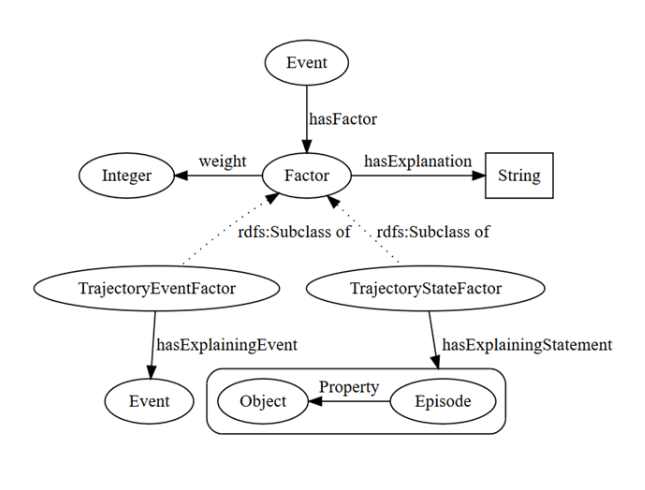 Event
hasFactor
weight
hasExplanation
Integer
Factor
String
rdfs:Subclass of
rdfs:Subclass of
TrajectoryEventFactor
TrajectoryStateFactor
hasExplainingEvent
hasExplainingStatement
Property
Event
Object
Episode